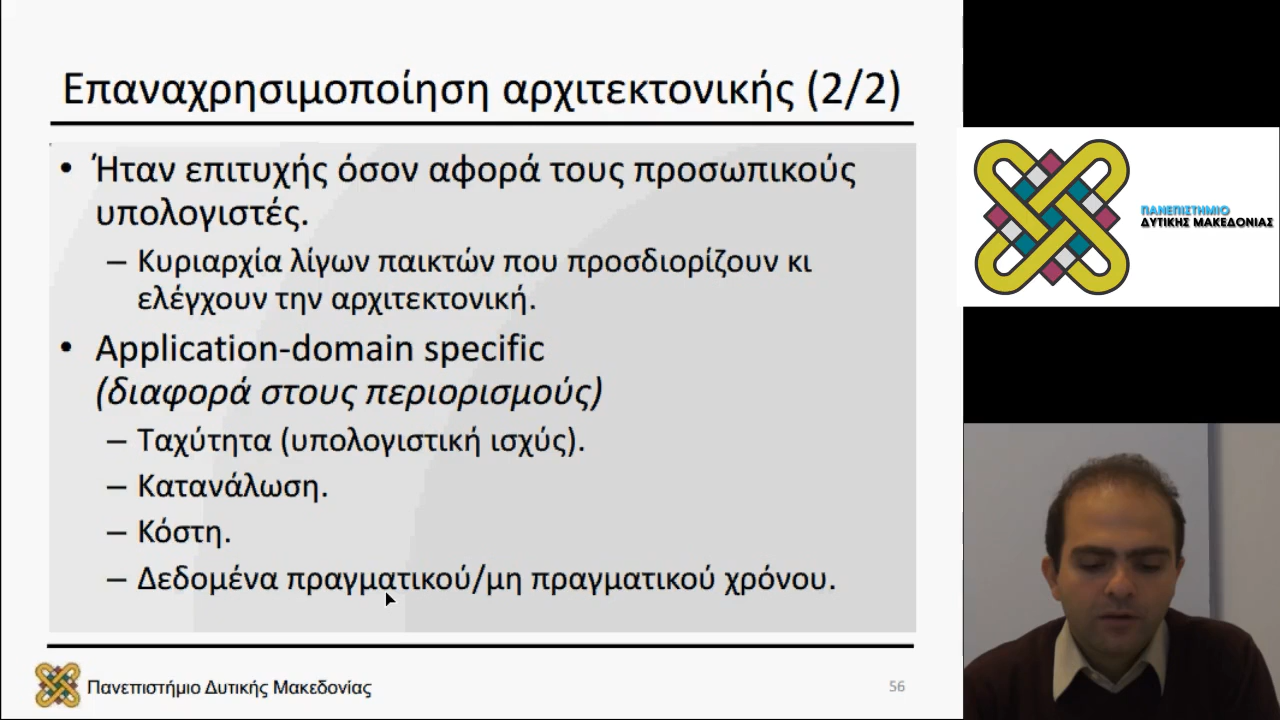 Επαναχρησιμοποίηση αρχιτεκτονικής (2/2)
• Ήταν επιτυχής όσον αφορά τους προσωπικούς
υπολογιστές.
– Κυριαρχία λίγων παικτών που προσδιορίζουν κι
ελέγχουν την αρχιτεκτονική.
• Application-domain specific
(διαφορά στους περιορισμούς)
– Ταχύτητα (υπολογιστική ισχύς).
– Κατανάλωση.
– Κόστη.
– Δεδομένα πραγματικού/μη πραγματικού χρόνου.
Πανεπιστήμιο Δυτικής Μακεδονίας
56
ΠΑΝΕΠΙΣΤΗΜΙΟ
ΔΥΤΙΚΗΣ ΜΑΚΕΔΟΝΙΑΣ